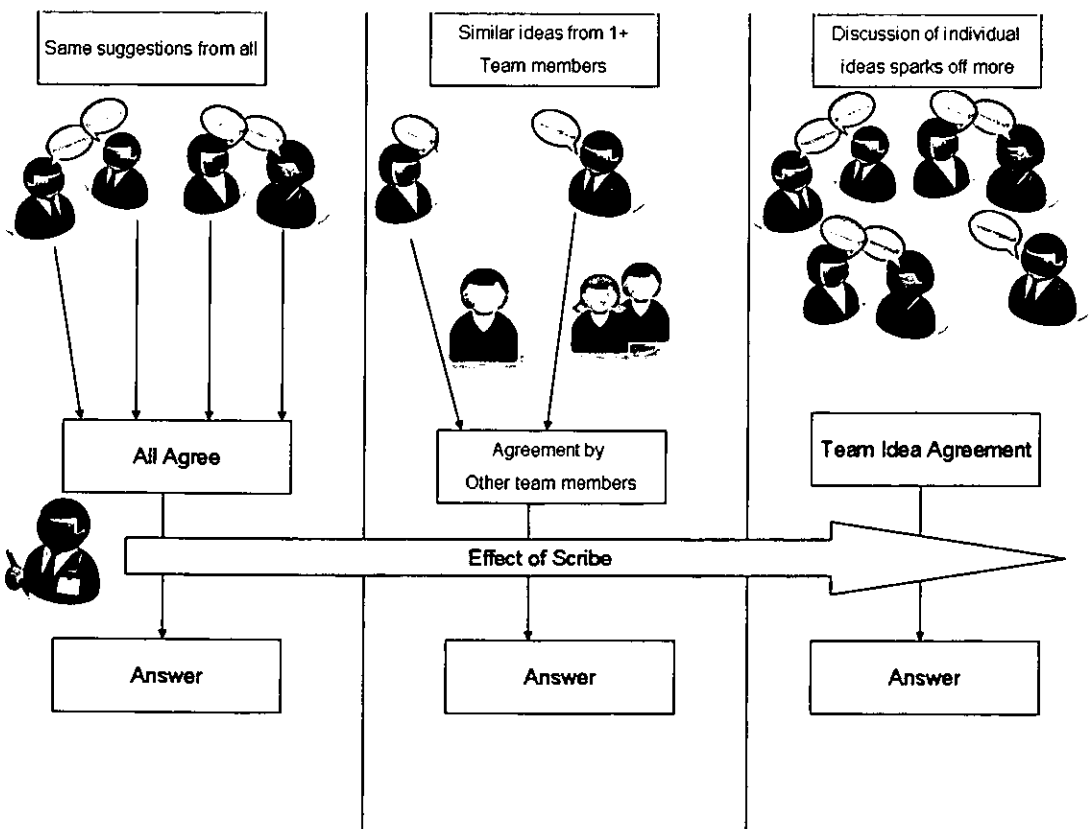 Same suggestions from all
Similar ideas from 1+
Team members
Discussion of individual
ideas sparks off more
All Agree
Agreement by
Other team members
Team Idea Agreement
Effect of Scribe
Answer
Answer
Answer